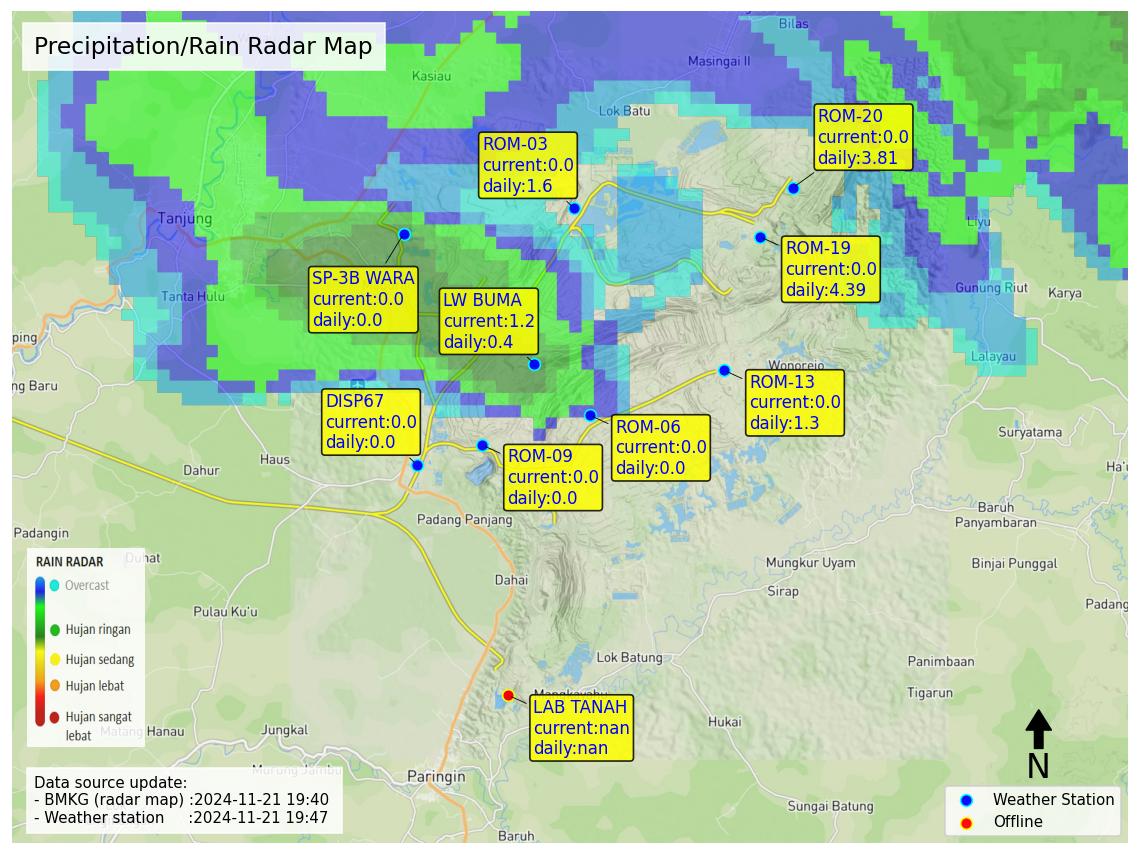 Precipitation/Rain Radar Map
Bilas
Masingai II
Kasiau
Lok Batu
ROM-20
current:0.0
daily:3.81
ROM-03
current:0.0
daily:1.6
Tanjung
Liyu
ROM-19
current:0.0
daily:4.39
SP-3B WARA
current:0.0
daily:0.0
LW BUMA
current:1.2
daily:0.4
Tanta Hulu
Gunung Riut
Karya
ping
Lalayau
Wonorejo
ng Baru
ROM-13
current:0.0
daily:1.3
DISP67
current:0.0
daily:0.0
ROM-06
current:0.0
daily:0.0
ROM-09
current:0.0
daily:0.0
Suryatama
Haus
Dahur
Ha'u
Padang Panjang
Baruh
Panyambaran
Padangin
Duhat
Mungkur Uyam
Binjai Punggal
RAIN RADAR
Overcast
Hujan ringan
Hujan sedang
Hujan lebat
Hujan sangat
lebat
Dahai
Sirap
Padang
Pulau Ku'u
Lok Batung
Panimbaan
Tigarun
Mangkayahu
LAB TANAH
current:nan
daily:nan
Hukai
Matang Hanau
Jungkal
Murung Jambu
Paringin
N
Data source update:
- BMKG (radar map) :2024-11-21 19:40
- Weather station :2024-11-21 19:47
Sungai Batung
Weather Station
Offline
Baruh